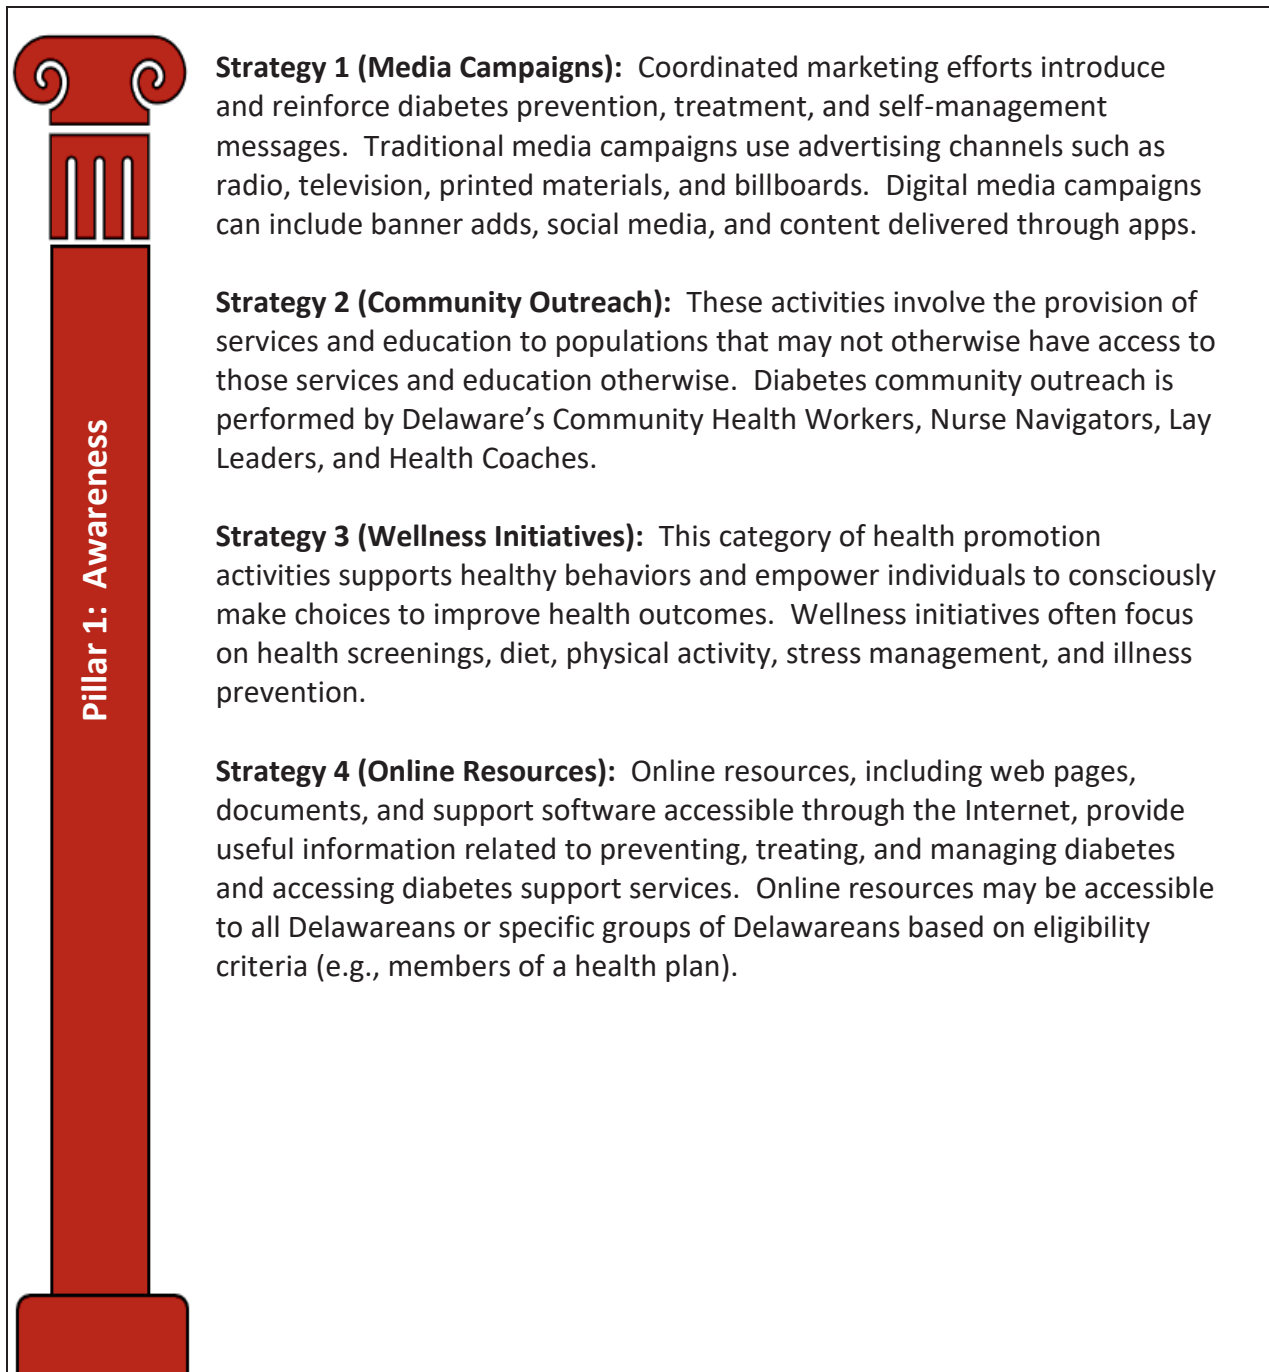 Pillar 1: Awareness
Strategy 1 (Media Campaigns): Coordinated marketing efforts introduce
and reinforce diabetes prevention, treatment, and self-management
messages. Traditional media campaigns use advertising channels such as
radio, television, printed materials, and billboards. Digital media campaigns
can include banner adds, social media, and content delivered through apps.
Strategy 2 (Community Outreach): These activities involve the provision of
services and education to populations that may not otherwise have access to
those services and education otherwise. Diabetes community outreach is
performed by Delaware’s Community Health Workers, Nurse Navigators, Lay
Leaders, and Health Coaches.
Strategy 3 (Wellness Initiatives): This category of health promotion
activities supports healthy behaviors and empower individuals to consciously
make choices to improve health outcomes. Wellness initiatives often focus
on health screenings, diet, physical activity, stress management, and illness
prevention.
Strategy 4 (Online Resources): Online resources, including web pages,
documents, and support software accessible through the Internet, provide
useful information related to preventing, treating, and managing diabetes
and accessing diabetes support services. Online resources may be accessible
to all Delawareans or specific groups of Delawareans based on eligibility
criteria (e.g., members of a health plan).